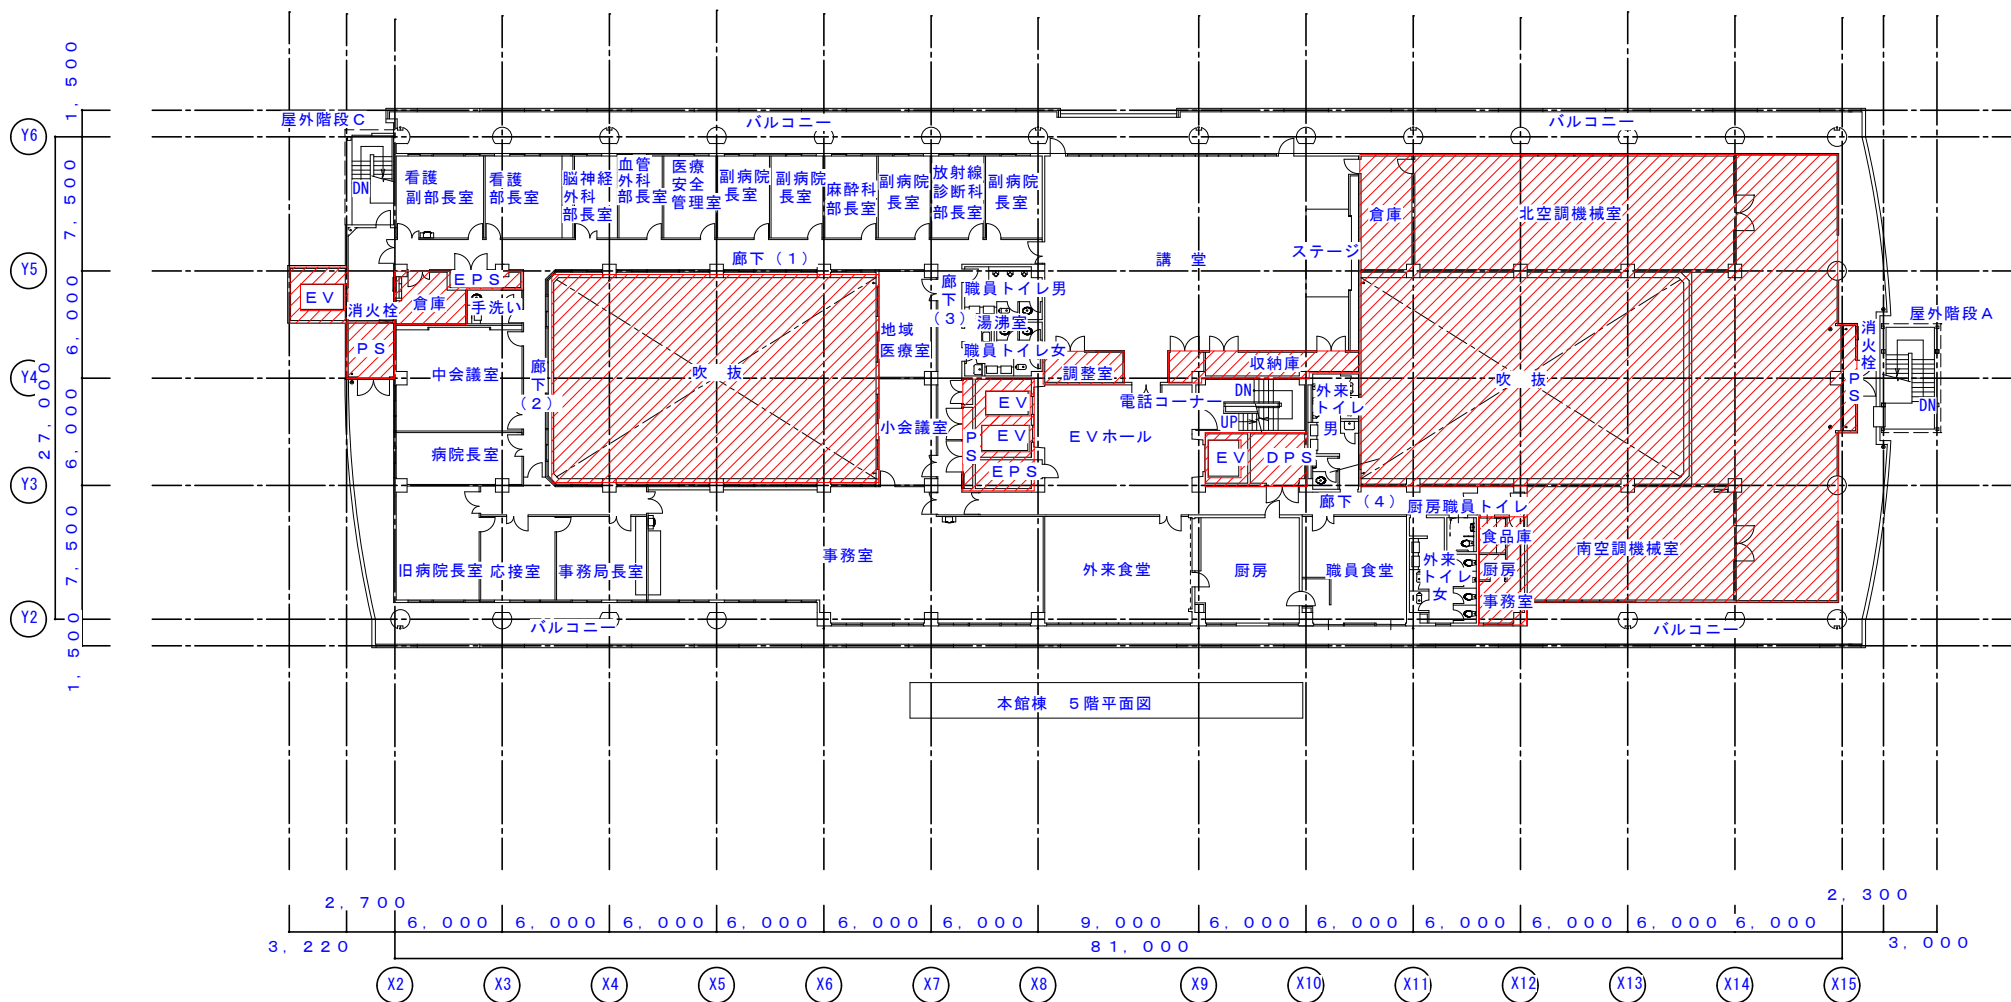 1,500
7,500
6,000
6,000
7,500
1,500
27,000
Y6
Y5
Y4
Y3
Y2
屋外階段C
バルコニー
バルコニー
DN
看護
副部長室
看護
部長室
脳神経
外科
部長室
血管
外科
部長室
医療
安全
管理室
副病院
長室
副病院
長室
麻酔科
部長室
副病院
長室
放射線
診断科
部長室
副病院
長室
倉庫
北空調機械室
ステージ
講 堂
廊下(1)
EPS
EV
倉庫
手洗い
消火栓
PS
廊下
(3)
職員トイレ男
湯沸室
職員トイレ女
地域
医療室
中会議室
廊下
(2)
吹 抜
調整室
収納庫
吹 抜
消火栓
屋外階段A
PS
DN
小会議室
PS
EV
EV
EPS
EVホール
電話コーナー
DN
UP
外来
トイレ
男
EV
DPS
病院長室
廊下(4)
厨房職員トイレ
旧病院長室
応接室
事務局長室
事務室
外来食堂
厨房
職員食堂
外来
トイレ
女
食品庫
厨房
事務室
南空調機械室
バルコニー
バルコニー
本館棟 5階平面図
2,700
6,000
6,000
6,000
6,000
6,000
6,000
9,000
6,000
6,000
6,000
6,000
6,000
6,000
2,300
3,220
81,000
3,000
X2
X3
X4
X5
X6
X7
X8
X9
X10
X11
X12
X13
X14
X15